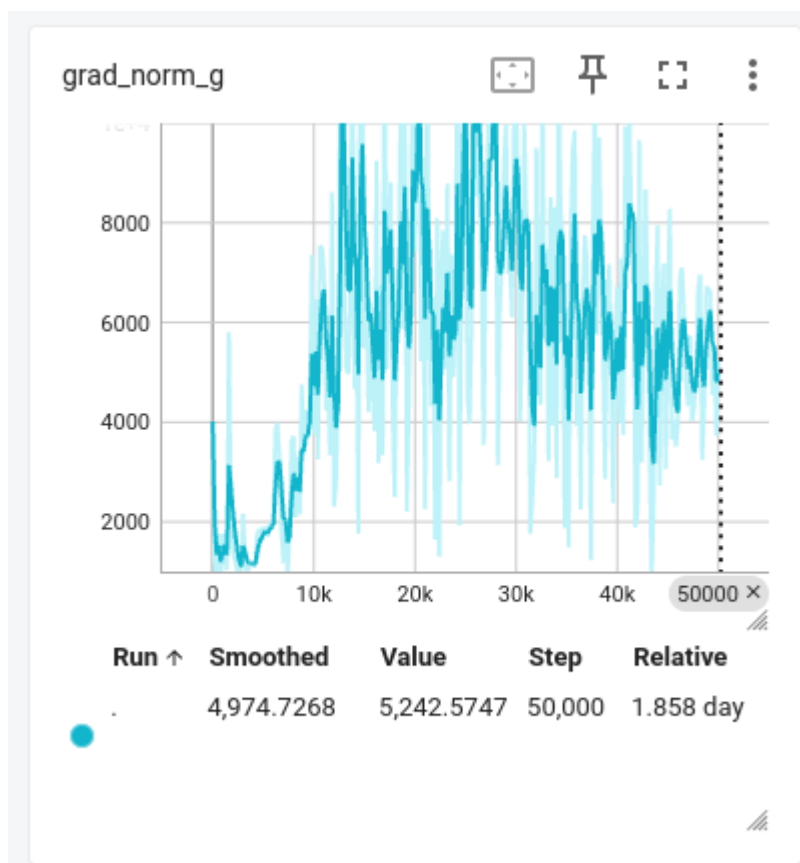 grad_norm_g
8000
6000
4000
2000
0 10k 20k 30k 40k 50000 ×
Run ↑ Smoothed Value Step Relative
. 4,974.7268 5,242.5747 50,000 1.858 day